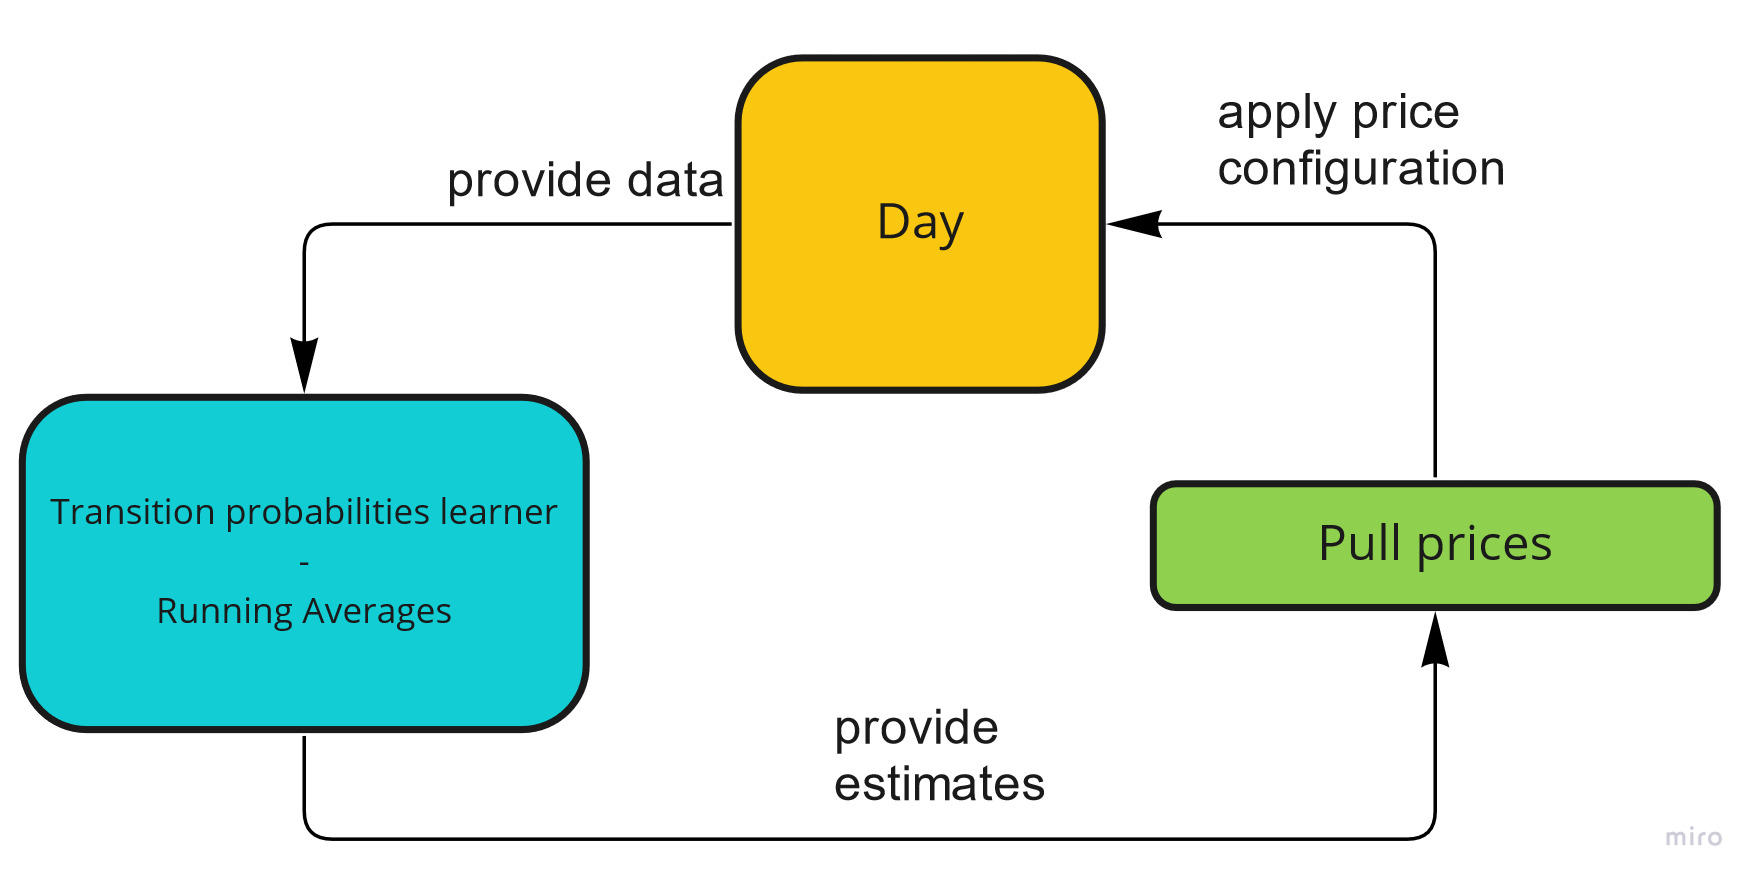 apply price
configuration
provide data
Day
Transition probabilities learner
-
Running Averages
Pull prices
provide
estimates
miro